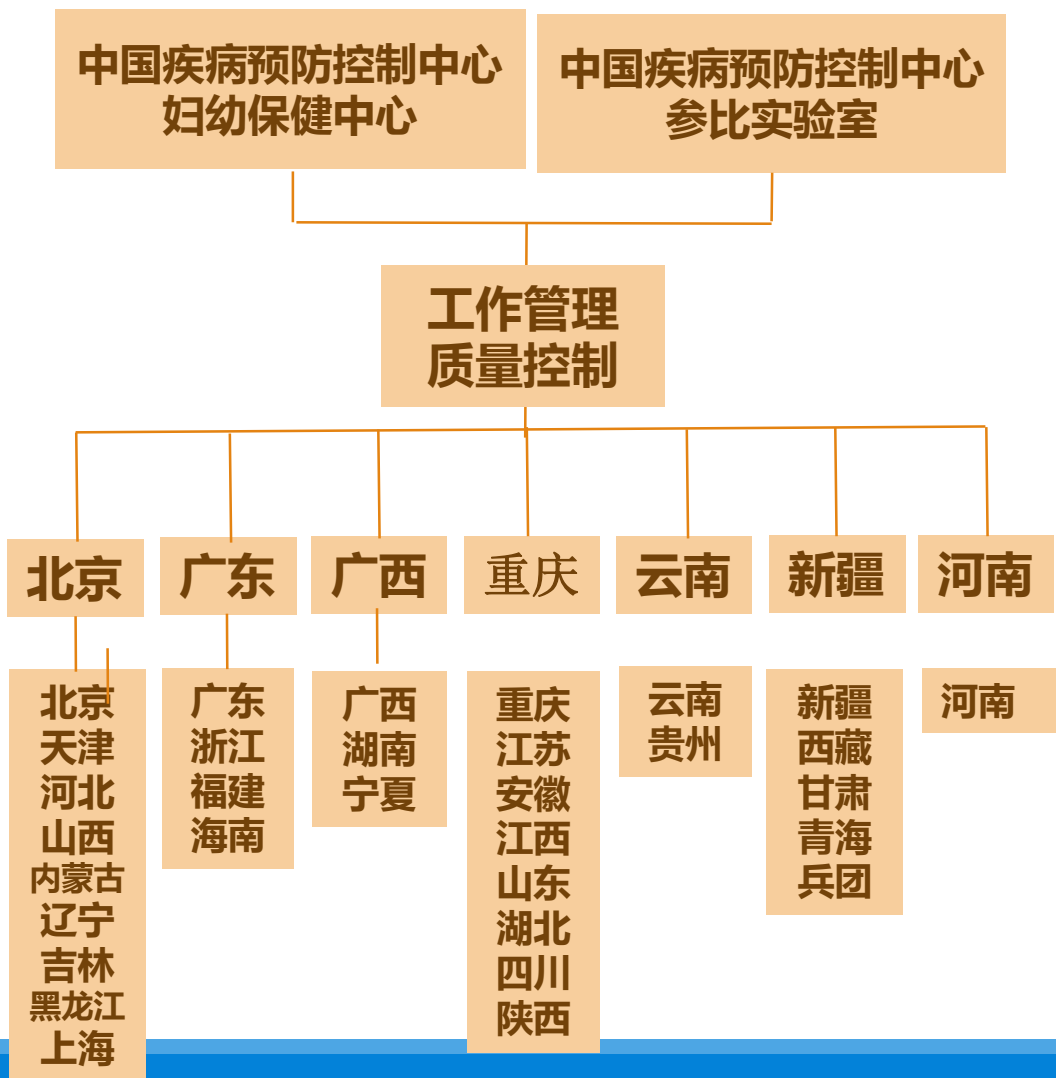 中国疾病预防控制中心
妇幼保健中心
中国疾病预防控制中心
参比实验室
工作管理
质量控制
北京
广东
广西
重庆
云南
新疆
河南
北京
天津
河北
山西
内蒙古
辽宁
吉林
黑龙江
上海
广东
浙江
福建
海南
广西
湖南
宁夏
重庆
江苏
安徽
江西
山东
湖北
四川
陕西
云南
贵州
新疆
西藏
甘肃
青海
兵团
河南